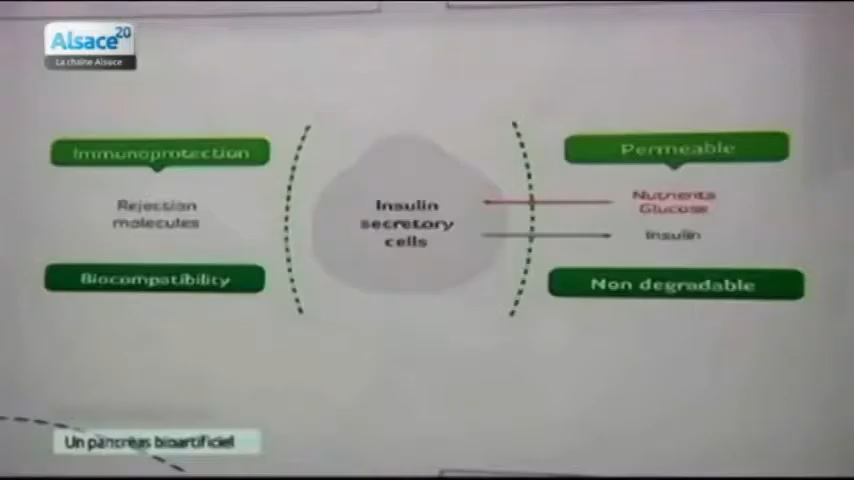 Alsace20
La chaîne Alsace
Immunoprotection
Rejection
molecules
Biocompatibility
Insulin
secretory
cells
Permeable
Nutrients
Glucose
Insulin
Non degradable
Un pancréas bioartificiel